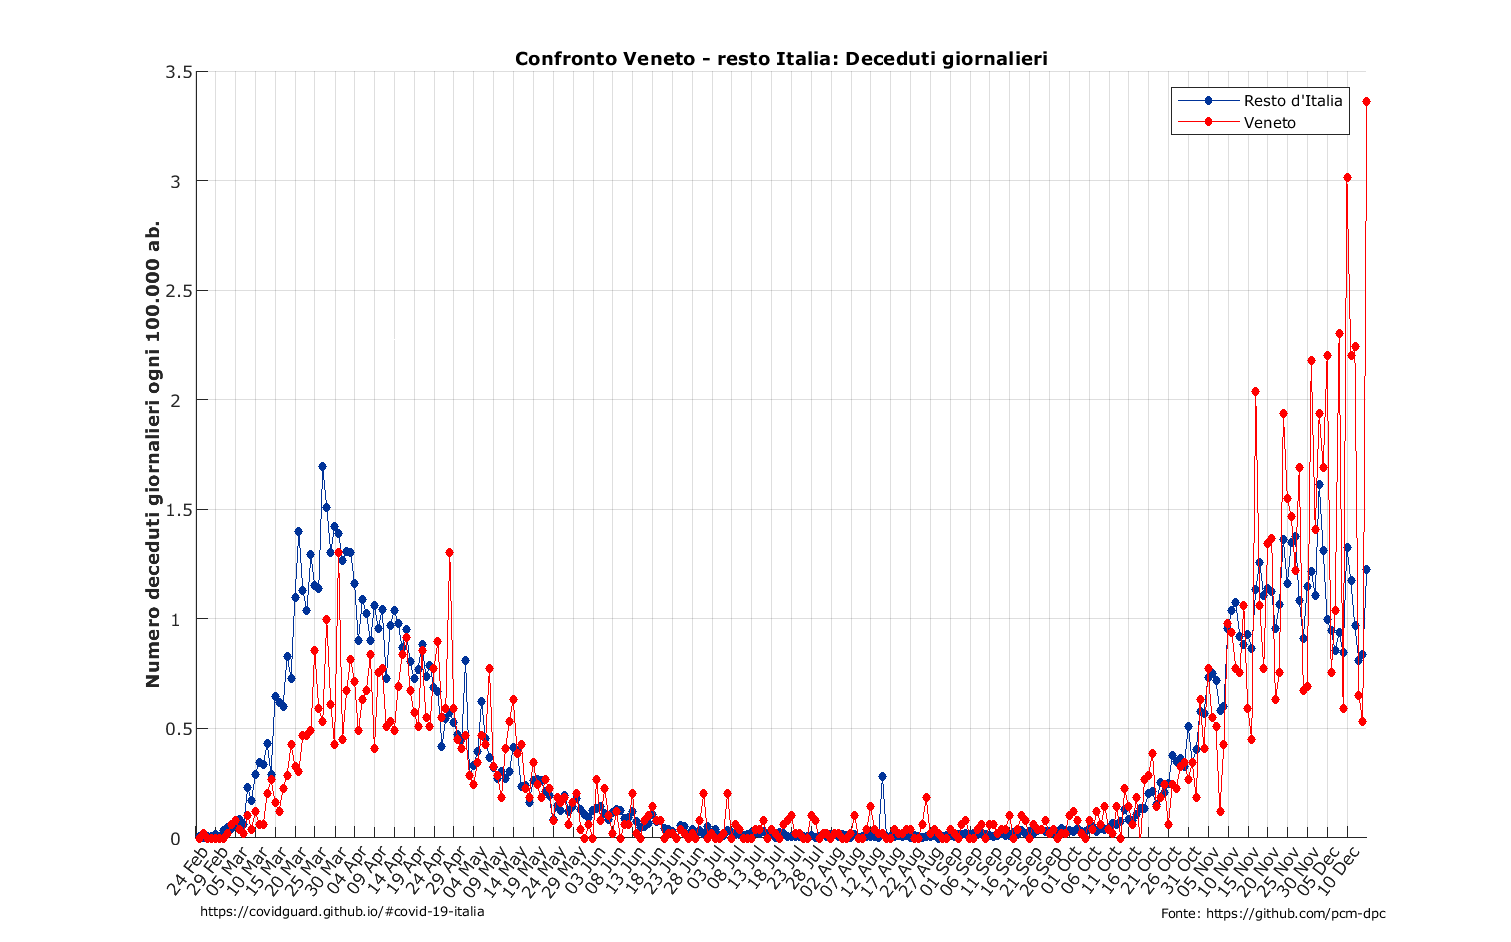 Confronto Veneto - resto Italia: Deceduti giornalieri
Resto d'Italia
Veneto
Numero deceduti giornalieri ogni 100.000 ab.
3.5
3
2.5
2
1.5
1
0.5
0
24 Feb
29 Feb
05 Mar
10 Mar
15 Mar
20 Mar
25 Mar
30 Mar
04 Apr
09 Apr
14 Apr
19 Apr
24 Apr
29 Apr
04 May
09 May
14 May
19 May
24 May
29 May
03 Jun
08 Jun
13 Jun
18 Jun
23 Jun
28 Jun
03 Jul
08 Jul
13 Jul
18 Jul
23 Jul
28 Jul
02 Aug
07 Aug
12 Aug
17 Aug
22 Aug
27 Aug
01 Sep
06 Sep
11 Sep
16 Sep
21 Sep
26 Sep
01 Oct
06 Oct
11 Oct
16 Oct
21 Oct
26 Oct
31 Oct
05 Nov
10 Nov
15 Nov
20 Nov
25 Nov
30 Nov
05 Dec
10 Dec
https://covidguard.github.io/#covid-19-italia
Fonte: https://github.com/pcm-dpc